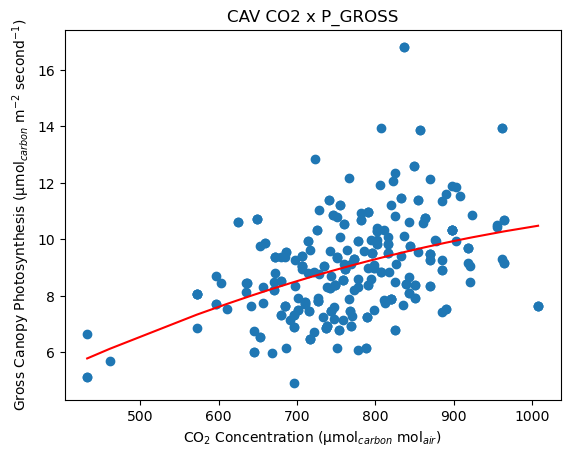 CAV CO2 x P_GROSS
Gross Canopy Photosynthesis (μmol_carbon m⁻² second⁻¹)
16
14
12
10
8
6
500 600 700 800 900 1000
CO₂ Concentration (μmol_carbon mol_air)